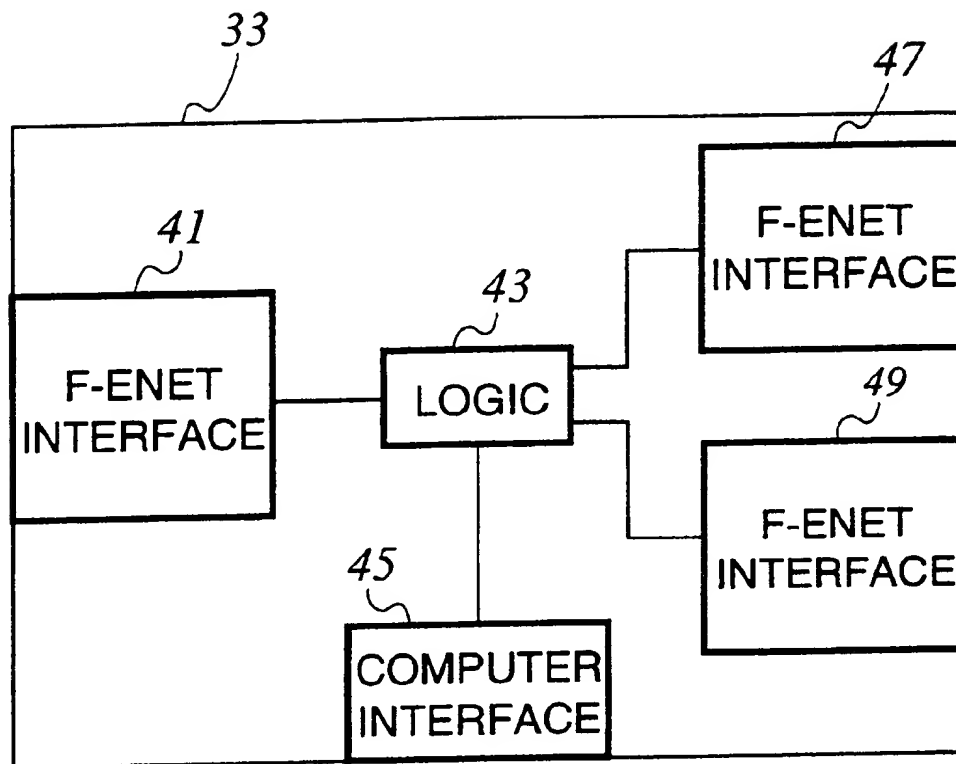 33
47
F-ENET
INTERFACE
41
43
F-ENET
INTERFACE
LOGIC
49
F-ENET
INTERFACE
45
COMPUTER
INTERFACE